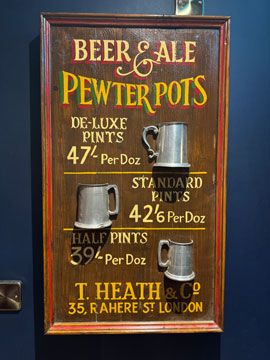 BEER & ALE
PEWTER POTS
DE-LUXE
PINTS
47/- Per Doz
STANDARD
PINTS
42'6 Per Doz
HALF PINTS
39/- Per Doz
T. HEATH & Co
35, RAHERE ST LONDON